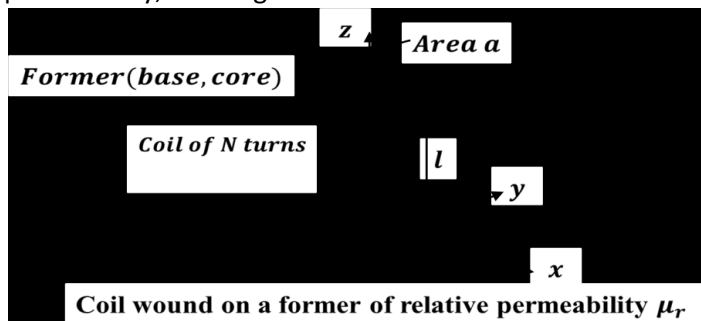 z
Area a
Former(base, core)
Coil of N turns
l
y
x
Coil wound on a former of relative permeability μᵣ